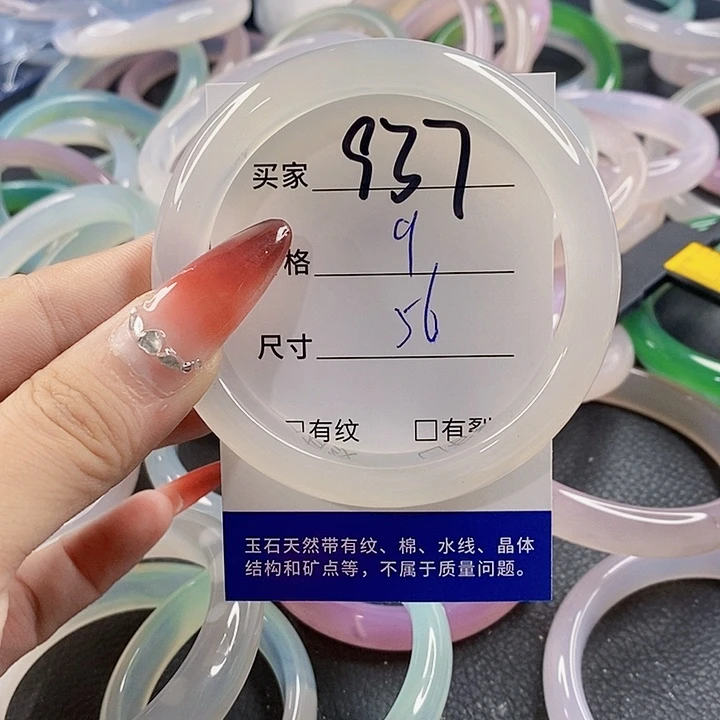 买家 937
格 9
尺寸 56
□有纹 □有裂
玉石天然带有纹、棉、水线、晶体
结构和矿点等，不属于质量问题。